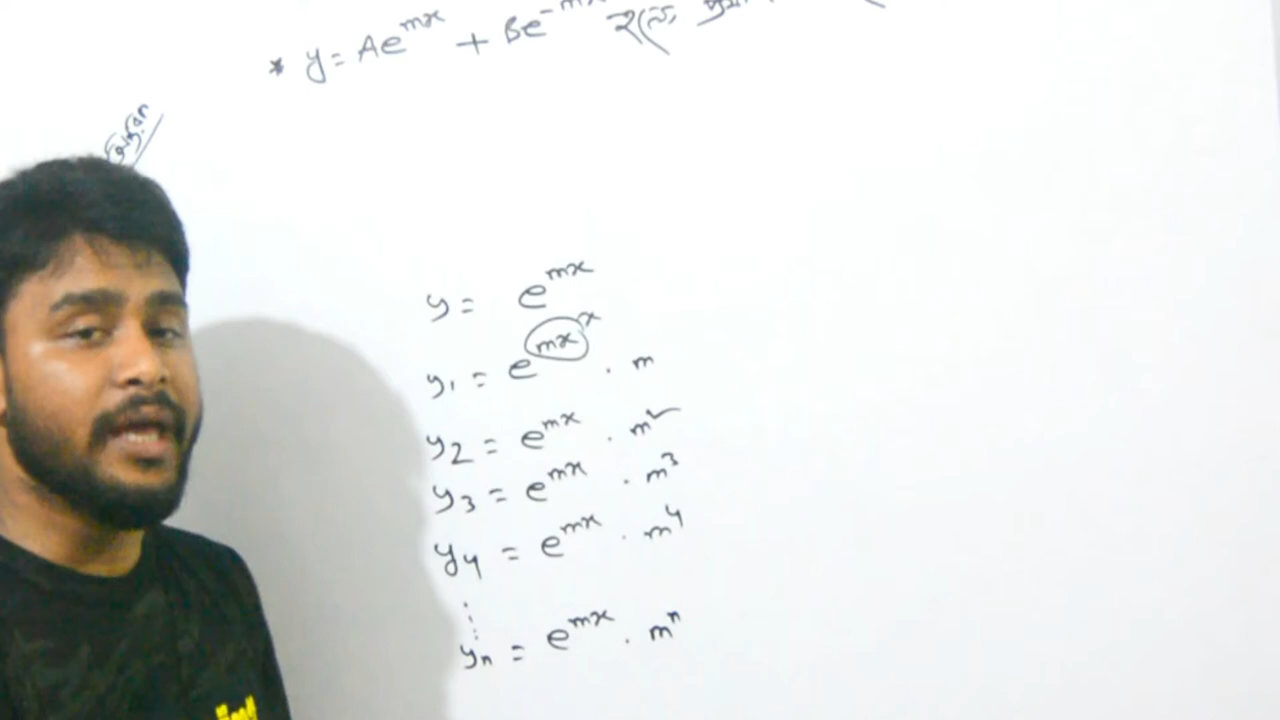 * y = Ae^{mx} + Be^{-mx} হলে
y = e^{mx}
y₁ = e^{mx} x . m
y₂ = e^{mx} . m²
y₃ = e^{mx} . m³
y₄ = e^{mx} . m⁴
⋮
yₙ = e^{mx} . mⁿ